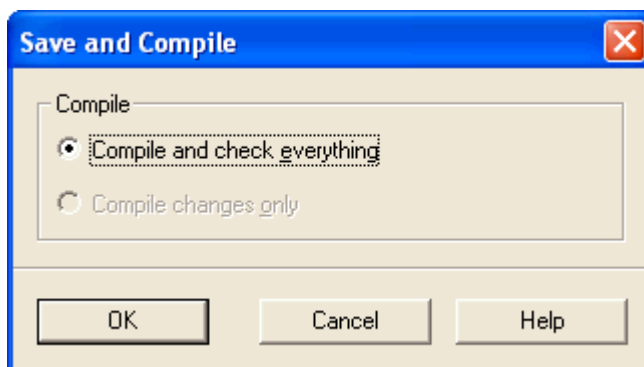 Save and Compile
Compile
Compile and check everything
Compile changes only
OK Cancel Help